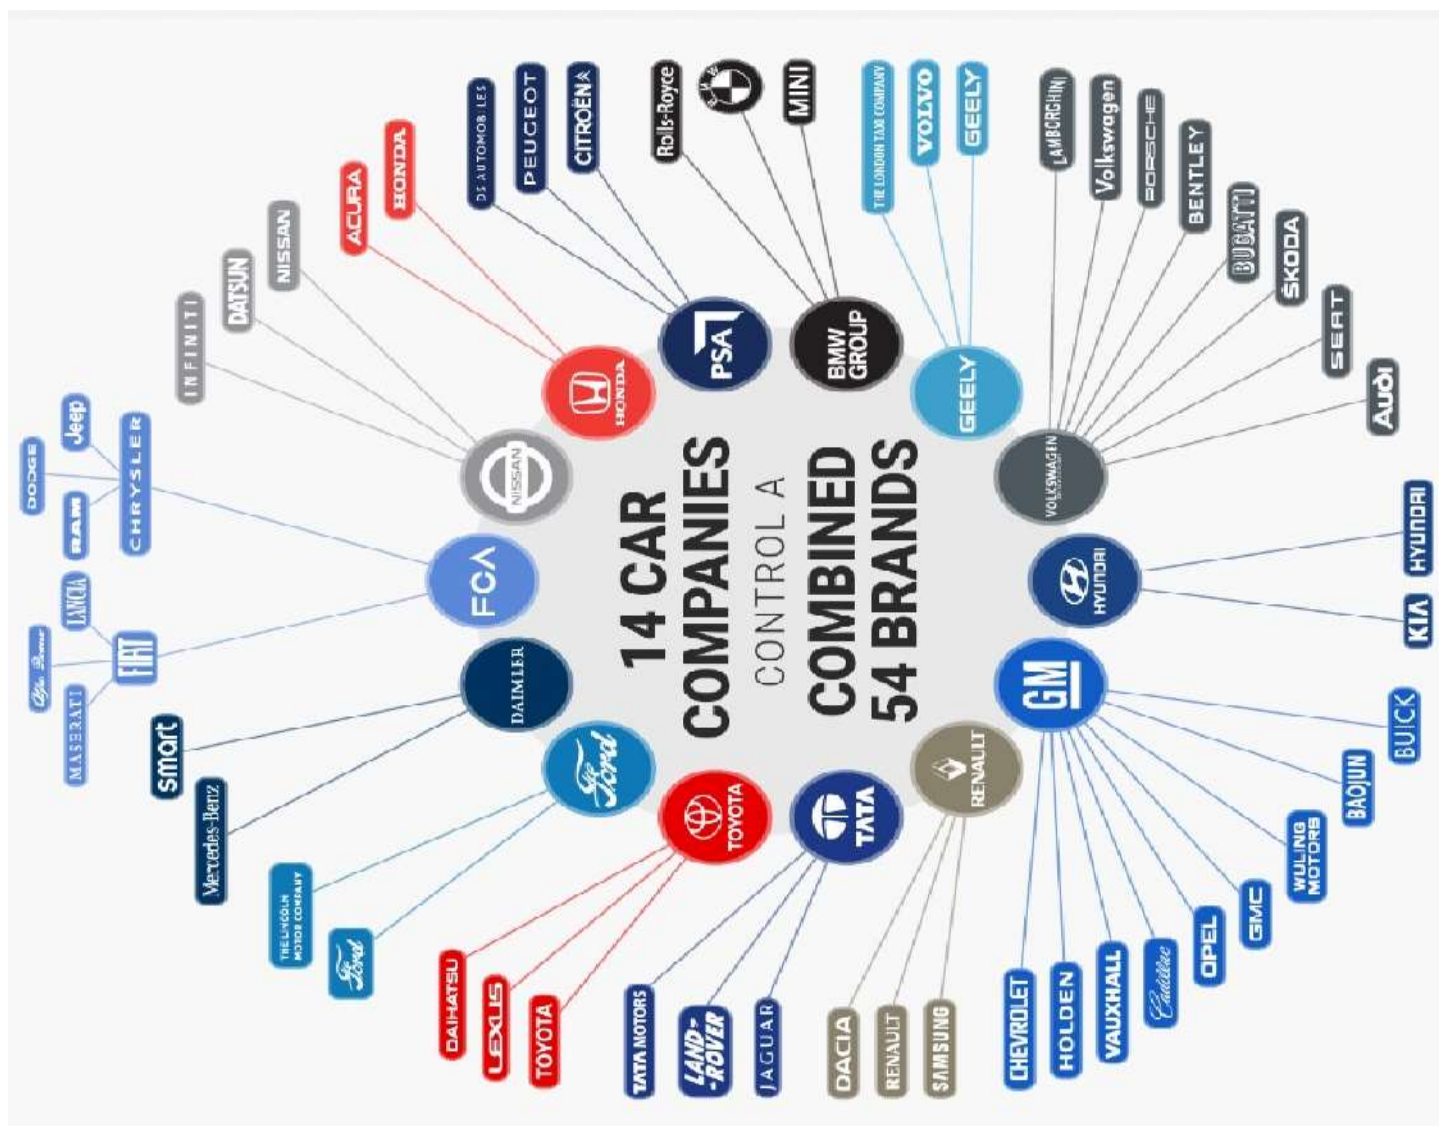 14 CAR
COMPANIES
CONTROL A
COMBINED
54 BRANDS
FCA
CHRYSLER
RAM
DODGE
Jeep
FIAT
MASERATI
Alfa Romeo
LANCIA
NISSAN
INFINITI
DATSUN
NISSAN
HONDA
ACURA
HONDA
PSA
DS AUTOMOBILES
PEUGEOT
CITROËN
BMW
GROUP
Rolls-Royce
BMW
MINI
GEELY
THE LONDON TAXI COMPANY
VOLVO
GEELY
VOLKSWAGEN
LAMBORGHINI
Volkswagen
PORSCHE
BENTLEY
BUGATTI
ŠKODA
SEAT
Audi
HYUNDAI
HYUNDAI
KIA
GM
BUICK
BAOJUN
WULING
MOTORS
GMC
OPEL
Cadillac
VAUXHALL
HOLDEN
CHEVROLET
RENAULT
SAMSUNG
RENAULT
DACIA
TATA
JAGUAR
LAND-
-ROVER
TATA MOTORS
TOYOTA
TOYOTA
LEXUS
DAIHATSU
Ford
Ford
THE LINCOLN
MOTOR COMPANY
DAIMLER
Mercedes-Benz
smart